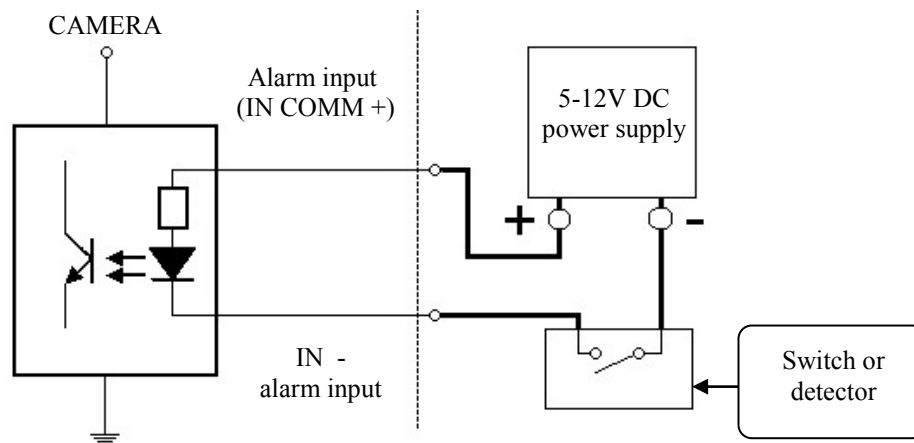 CAMERA
Alarm input
(IN COMM +)
5-12V DC
power supply
+
-
IN -
alarm input
Switch or
detector